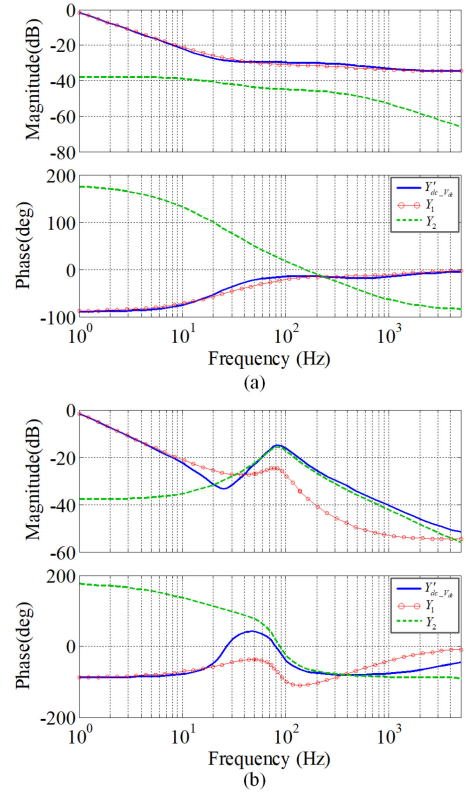 (a)
0
-20
-40
-60
-80
Magnitude(dB)
200
100
0
-100
Phase(deg)
Y'dc_Vdc
Y1
Y2
10^0 10^1 10^2 10^3
Frequency (Hz)
(a)
0
-20
-40
-60
Magnitude(dB)
200
0
-200
Phase(deg)
Y'dc_Vdc
Y1
Y2
10^0 10^1 10^2 10^3
Frequency (Hz)
(b)